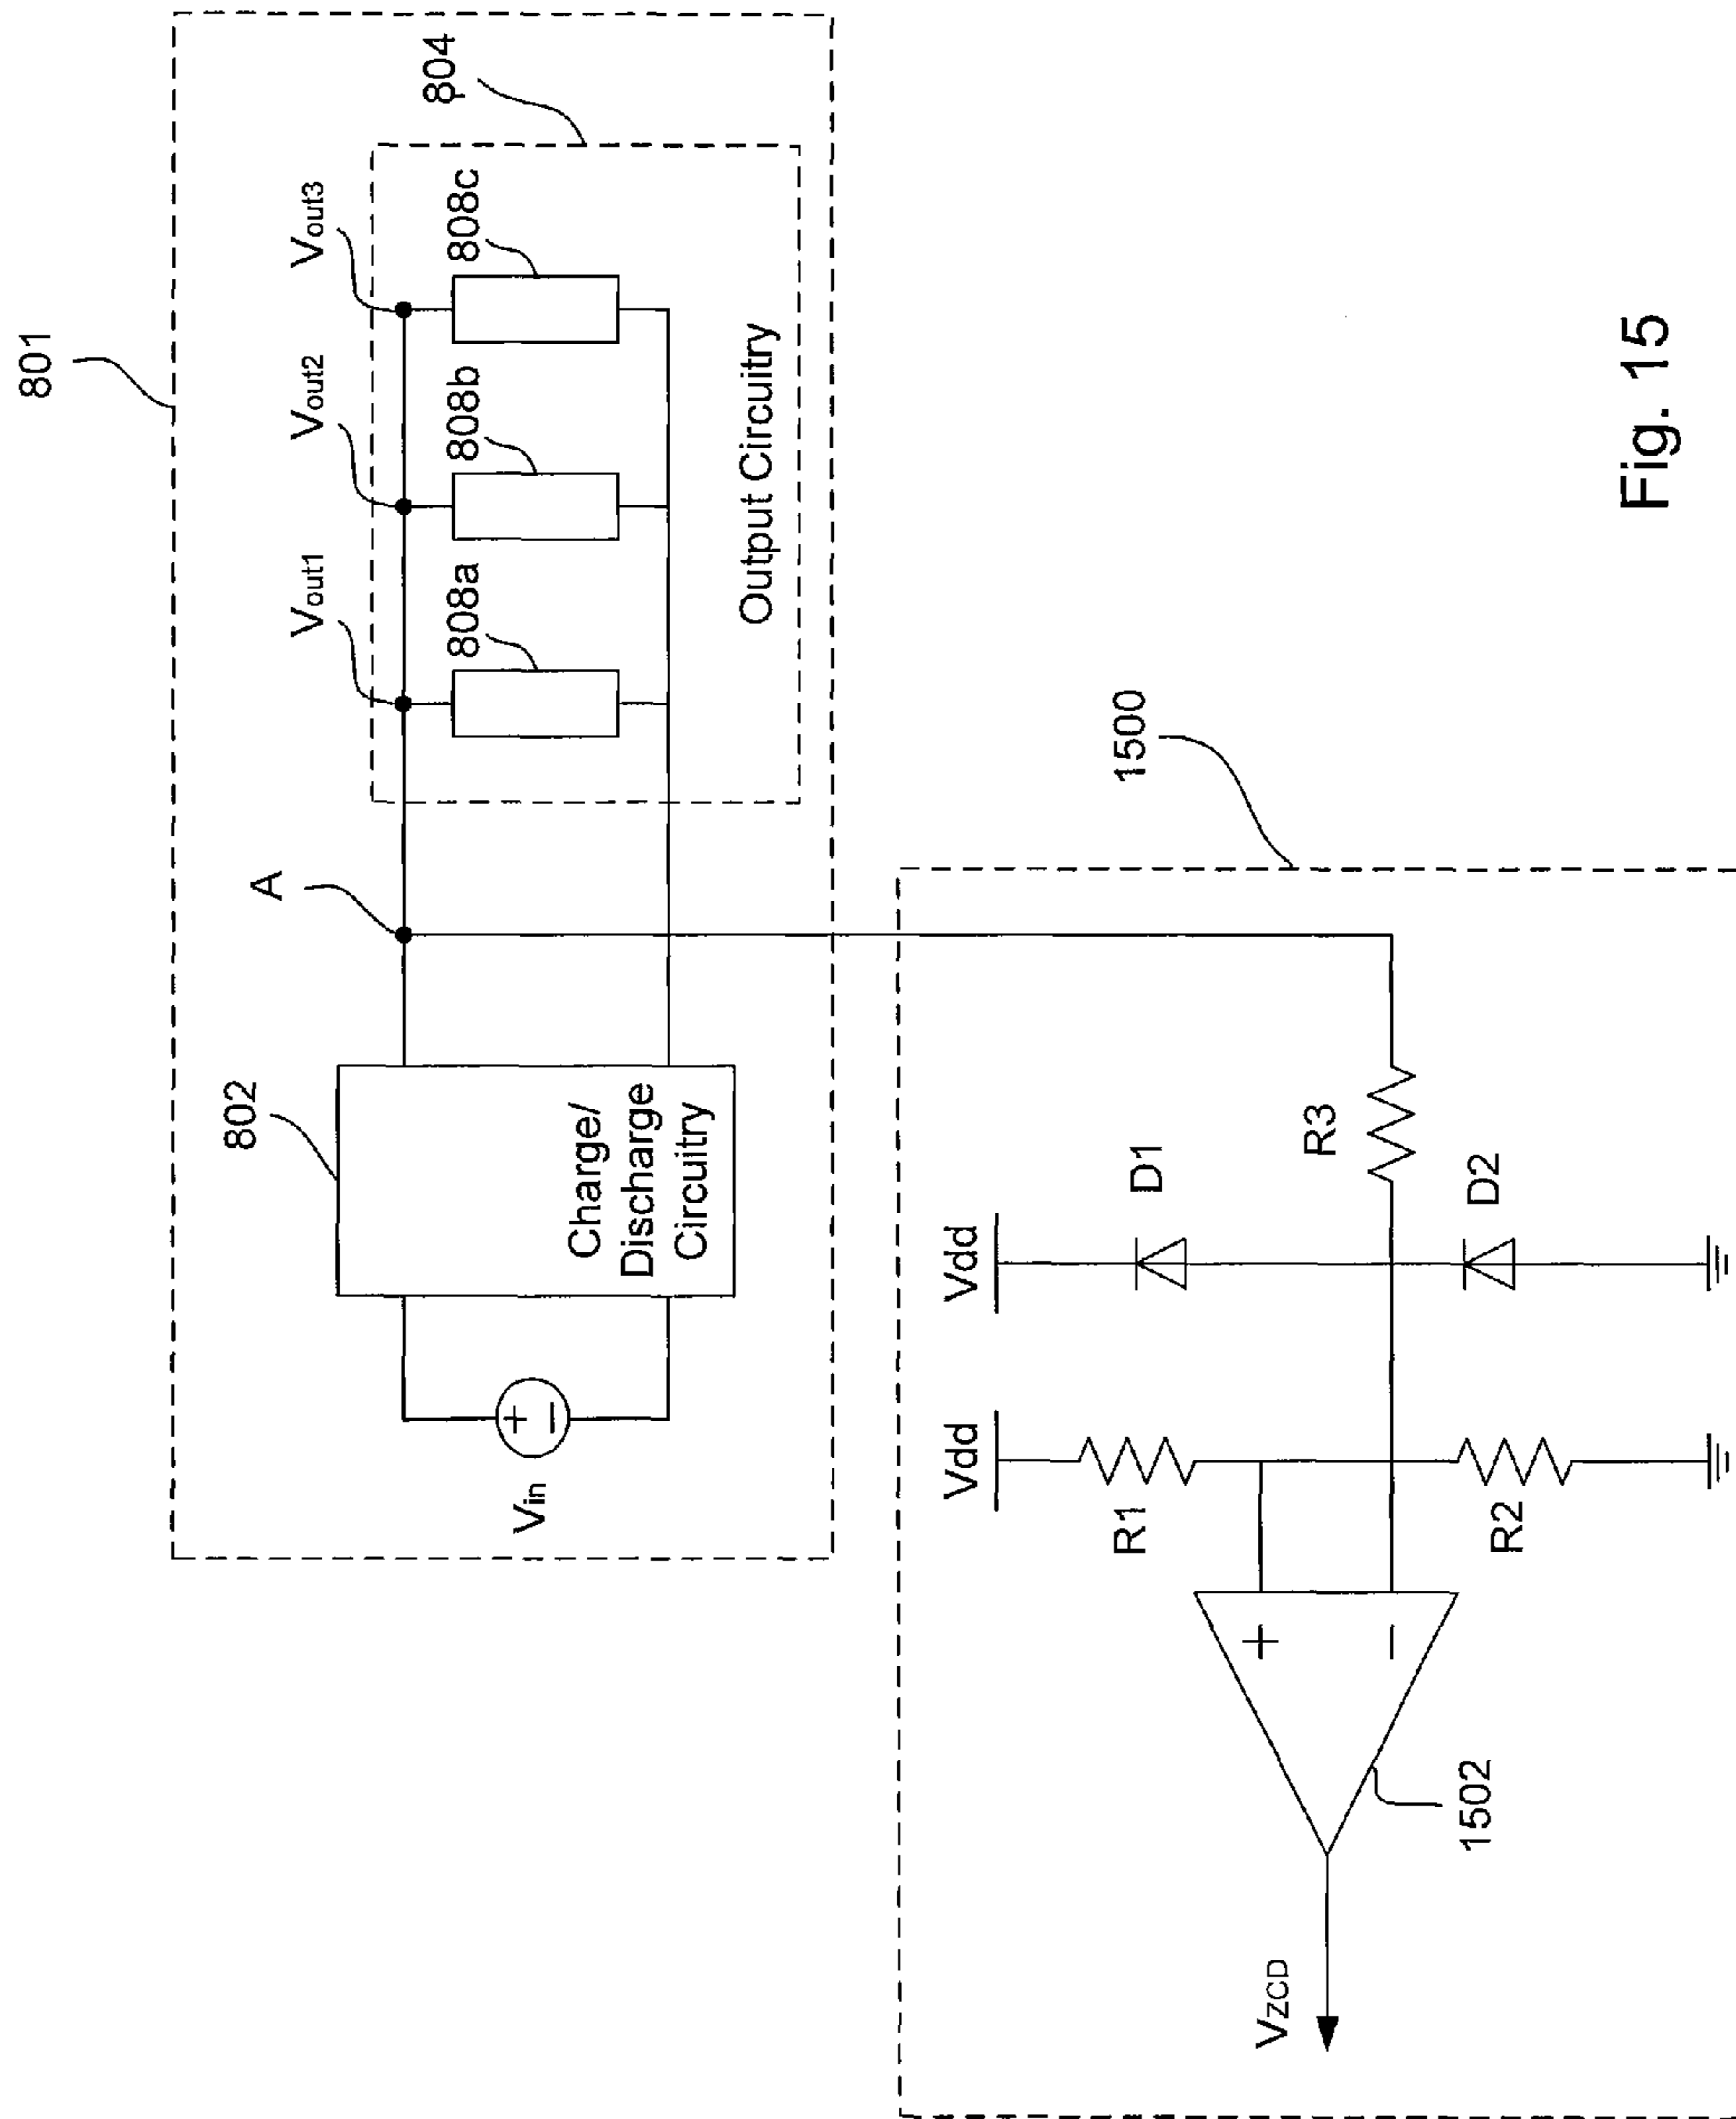 801
804
Vout1
Vout2
Vout3
A
802
808a
808b
808c
Vin
+
−
Charge/
Discharge
Circuitry
Output Circuitry
1500
Vdd
Vdd
R1
D1
R3
+
−
R2
D2
1502
VZCD
Fig. 15